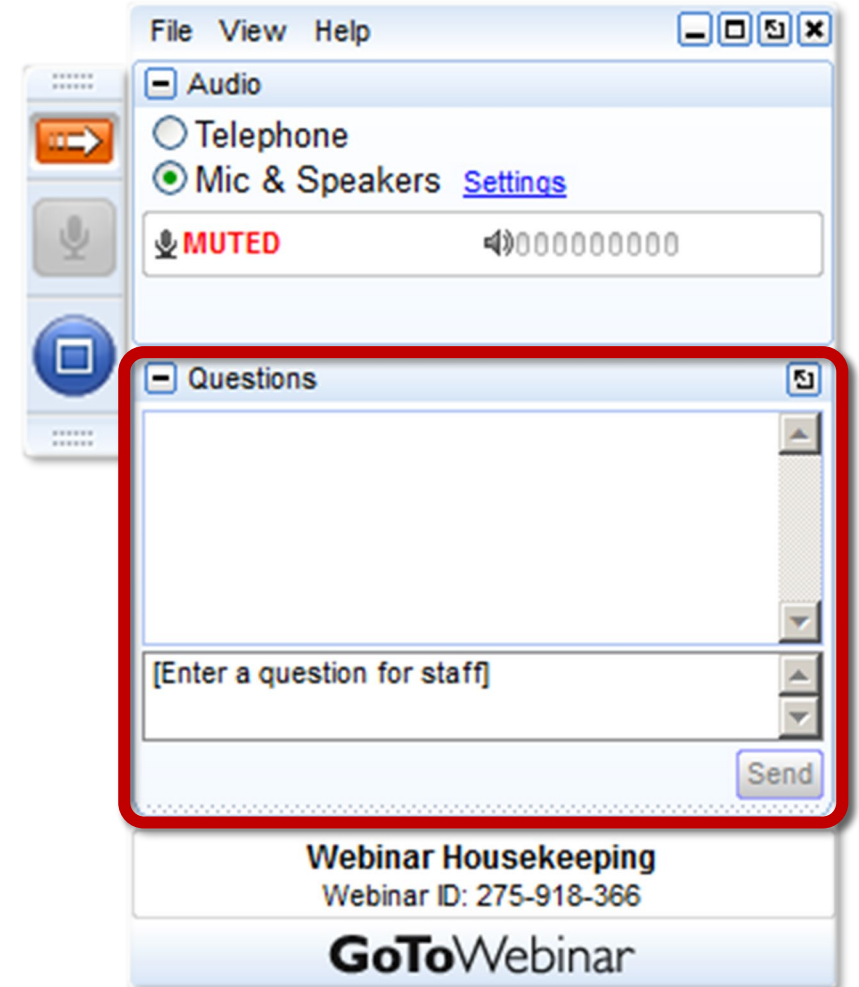 File View Help
Audio
Telephone
Mic & Speakers Settings
MUTED
Questions
[Enter a question for staff]
Send
Webinar Housekeeping
Webinar ID: 275-918-366
GoToWebinar